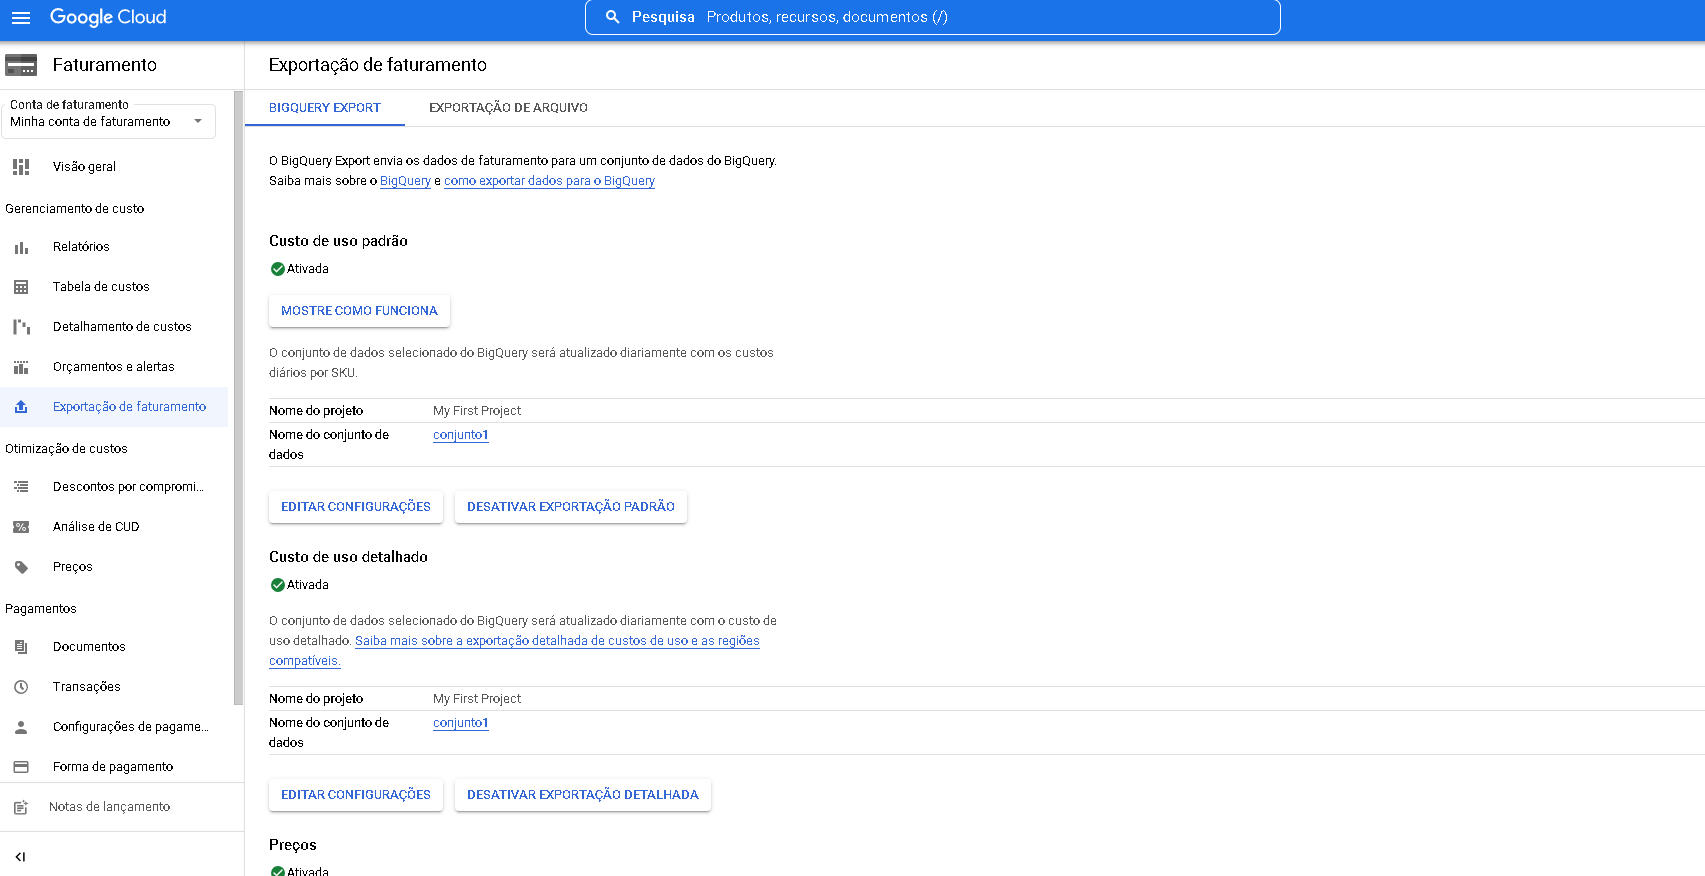 Google Cloud
Pesquisa Produtos, recursos, documentos (/)
Faturamento
Conta de faturamento
Minha conta de faturamento
Visão geral
Gerenciamento de custo
Relatórios
Tabela de custos
Detalhamento de custos
Orçamentos e alertas
Exportação de faturamento
Otimização de custos
Descontos por compromi...
Análise de CUD
Preços
Pagamentos
Documentos
Transações
Configurações de pagame...
Forma de pagamento
Notas de lançamento
Exportação de faturamento
BIGQUERY EXPORT
EXPORTAÇÃO DE ARQUIVO
O BigQuery Export envia os dados de faturamento para um conjunto de dados do BigQuery.
Saiba mais sobre o BigQuery e como exportar dados para o BigQuery
Custo de uso padrão
Ativada
MOSTRE COMO FUNCIONA
O conjunto de dados selecionado do BigQuery será atualizado diariamente com os custos
diários por SKU.
Nome do projeto My First Project
Nome do conjunto de conjunto1
dados
EDITAR CONFIGURAÇÕES DESATIVAR EXPORTAÇÃO PADRÃO
Custo de uso detalhado
Ativada
O conjunto de dados selecionado do BigQuery será atualizado diariamente com o custo de
uso detalhado. Saiba mais sobre a exportação detalhada de custos de uso e as regiões
compatíveis.
Nome do projeto My First Project
Nome do conjunto de conjunto1
dados
EDITAR CONFIGURAÇÕES DESATIVAR EXPORTAÇÃO DETALHADA
Preços
Ativada